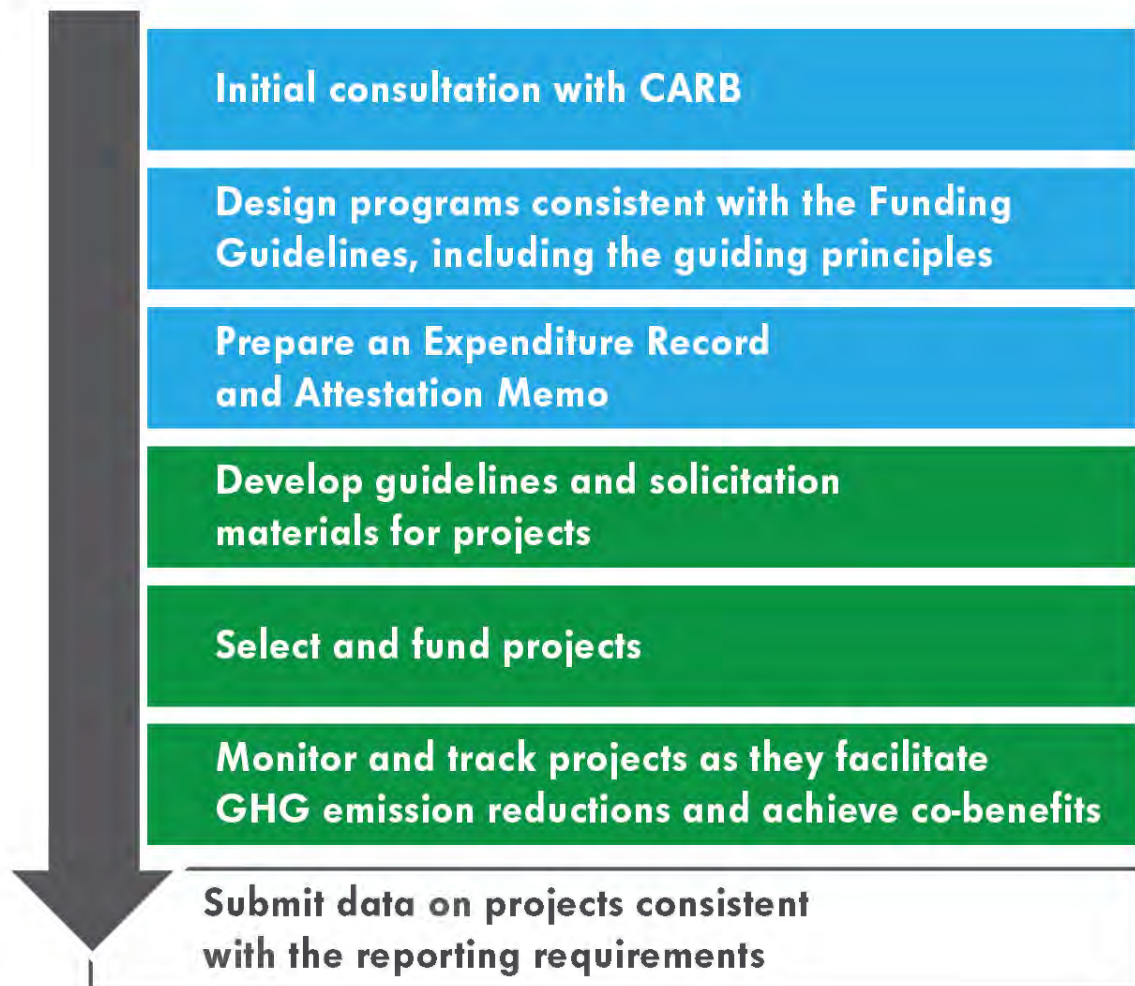 Initial consultation with CARB
Design programs consistent with the Funding
Guidelines, including the guiding principles
Prepare an Expenditure Record
and Attestation Memo
Develop guidelines and solicitation
materials for projects
Select and fund projects
Monitor and track projects as they facilitate
GHG emission reductions and achieve co-benefits
Submit data on projects consistent
with the reporting requirements